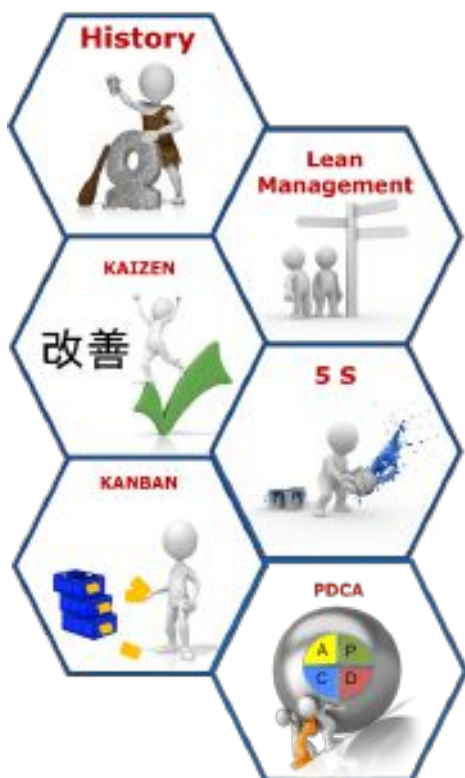 History
Lean
Management
KAIZEN
改善
5 S
KANBAN
PDCA
A P
C D